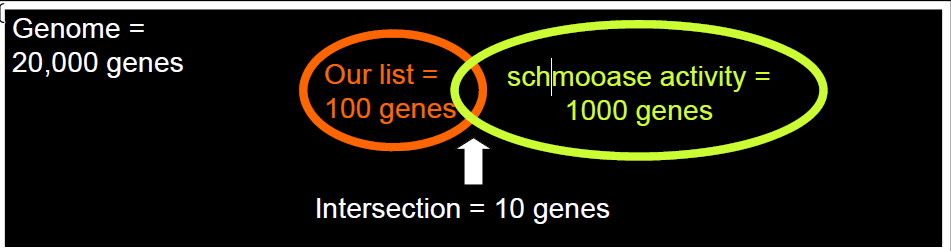 Genome =
20,000 genes
Our list =
100 genes
schmooase activity =
1000 genes
Intersection = 10 genes